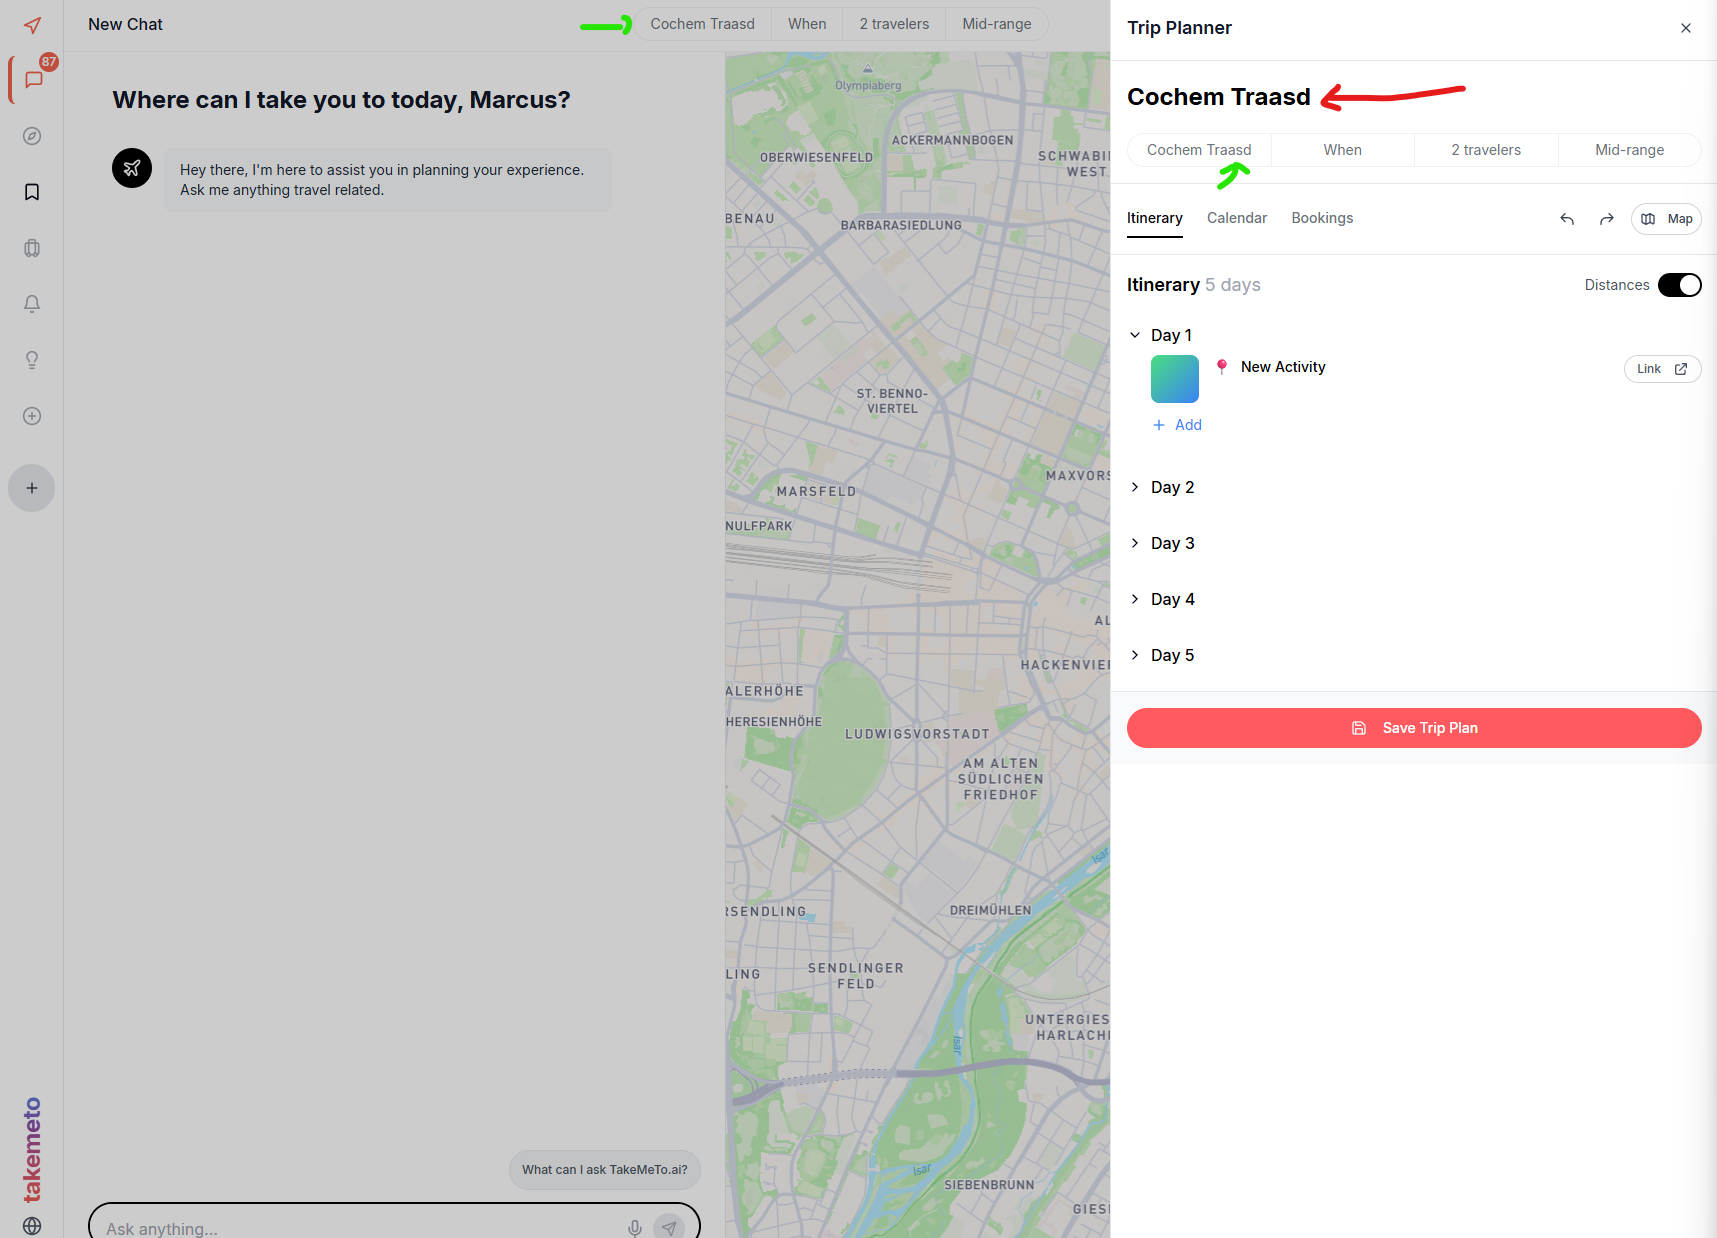 New Chat
Cochem Traasd
When
2 travelers
Mid-range
Trip Planner
87
Where can I take you to today, Marcus?
Hey there, I'm here to assist you in planning your experience.
Ask me anything travel related.
Olympiaberg
ACKERMANNBOGEN
OBERWIESENFELD
SCHWABI
WEST
BENAU
BARBARASIEDLUNG
ST. BENNO-
VIERTEL
MAXVORS
MARSFELD
NULFPARK
AL
HACKENVIE
ALERHÖHE
HERESIENHÖHE
LUDWIGSVORSTADT
AM ALTEN
SÜDLICHEN
FRIEDHOF
Isar
RSENDLING
DREIMÜHLEN
LING
SENDLINGER
FELD
UNTERGIES
HARLACH
Isar
Isar
SIEBENBRUNN
GIES
Cochem Traasd
Cochem Traasd
When
2 travelers
Mid-range
Itinerary
Calendar
Bookings
Map
Itinerary 5 days
Distances
Day 1
New Activity
Link
Add
Day 2
Day 3
Day 4
Day 5
Save Trip Plan
takemeto
What can I ask TakeMeTo.ai?
Ask anything...